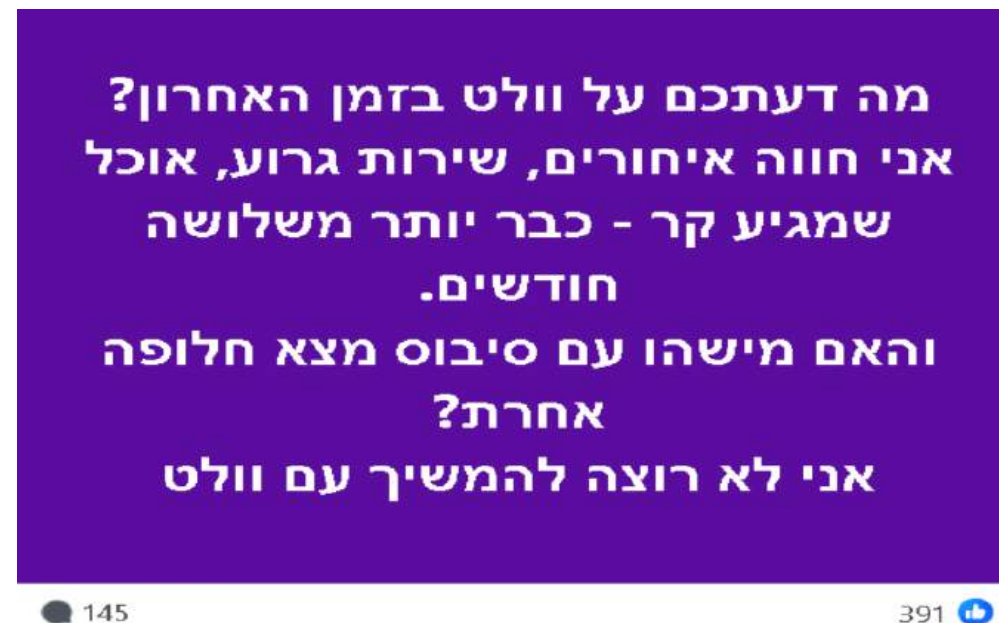 מה דעתכם על וולט בזמן האחרון?
אני חווה איחורים, שירות גרוע, אוכל
שמגיע קר - כבר יותר משלושה
חודשים.
והאם מישהו עם סיבוס מצא חלופה
אחרת?
אני לא רוצה להמשיך עם וולט
391
145